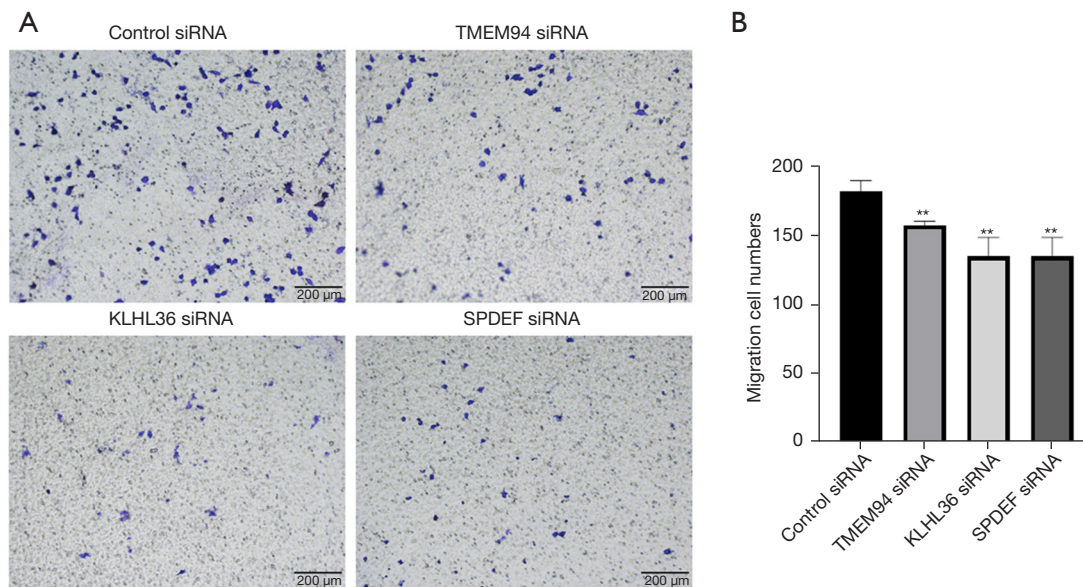 A
Control siRNA
TMEM94 siRNA
200 µm
200 µm
KLHL36 siRNA
SPDEF siRNA
200 µm
200 µm
B
Migration cell numbers
200
150
100
50
0
**
**
**
Control siRNA
TMEM94 siRNA
KLHL36 siRNA
SPDEF siRNA